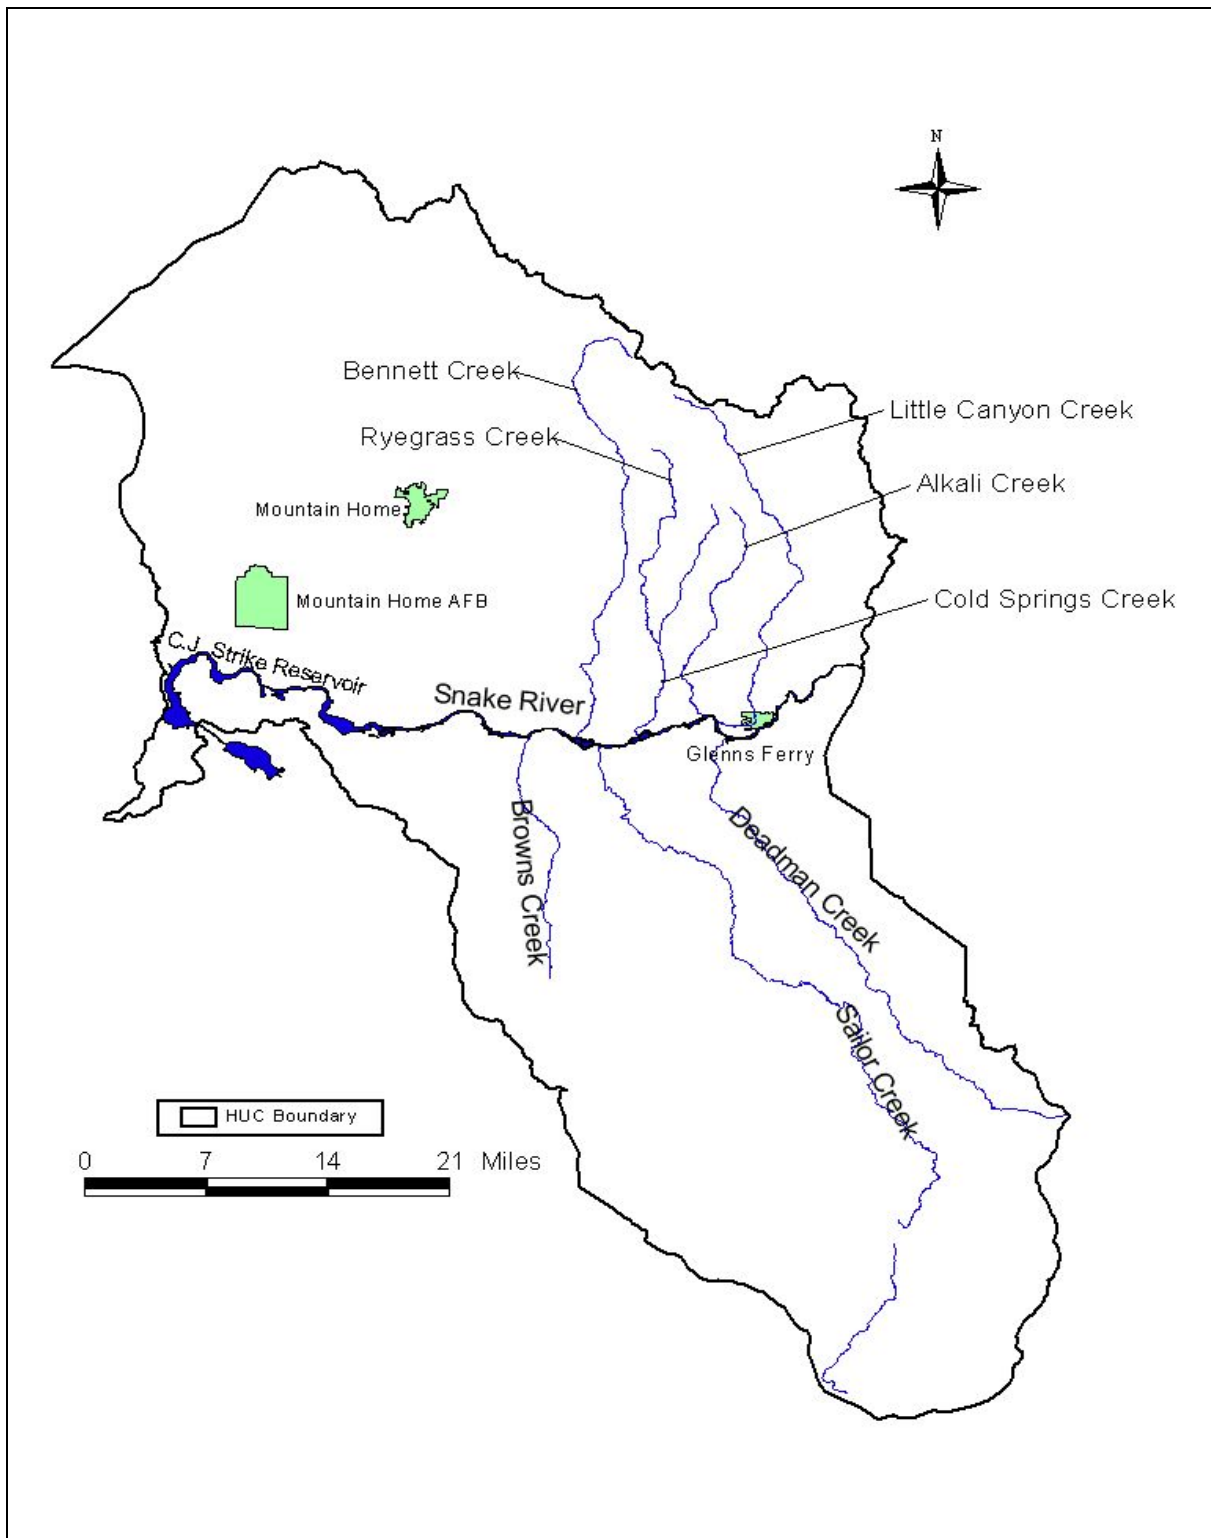 N
Bennett Creek
Little Canyon Creek
Ryegrass Creek
Alkali Creek
Mountain Home
Mountain Home AFB
Cold Springs Creek
C.J. Strike Reservoir
Snake River
Glenns Ferry
Browns Creek
Deadman Creek
Sailor Creek
HUC Boundary
0 7 14 21 Miles